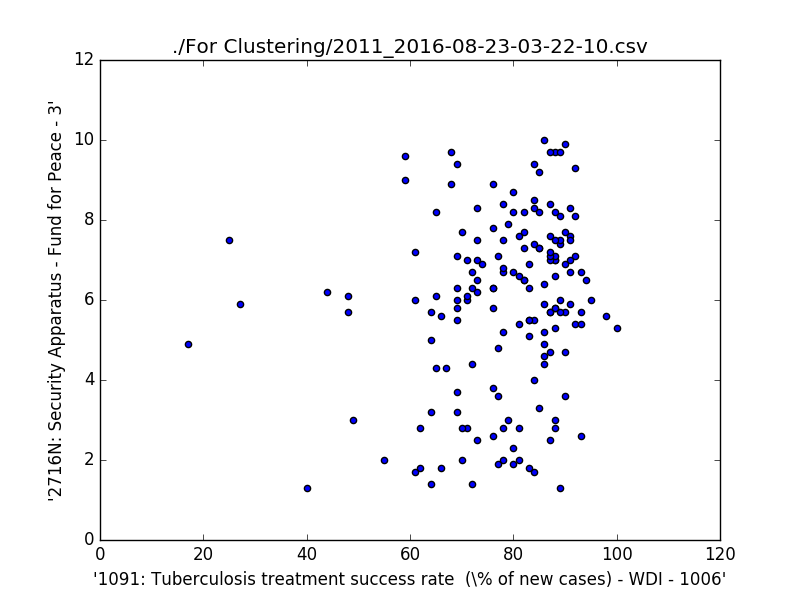 ./For Clustering/2011_2016-08-23-03-22-10.csv
'2716N: Security Apparatus - Fund for Peace - 3'
12
10
8
6
4
2
0
0 20 40 60 80 100 120
'1091: Tuberculosis treatment success rate  (\% of new cases) - WDI - 1006'